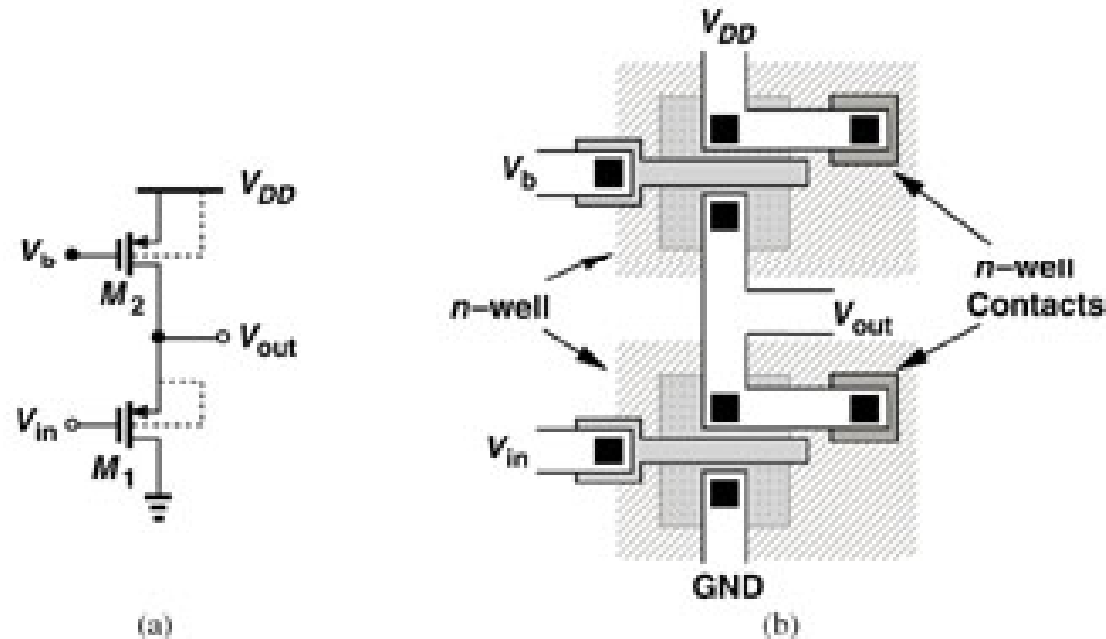 V_DD
V_b
M_2
V_out
V_in
M_1
(a)
V_DD
V_b
n-well
n-well
Contacts
V_out
V_in
GND
(b)